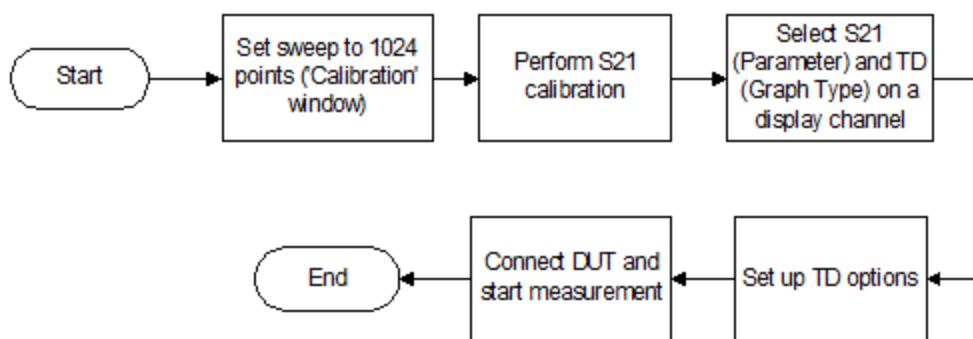 Start
Set sweep to 1024
points ('Calibration'
window)
Perform S21
calibration
Select S21
(Parameter) and TD
(Graph Type) on a
display channel
Set up TD options
Connect DUT and
start measurement
End